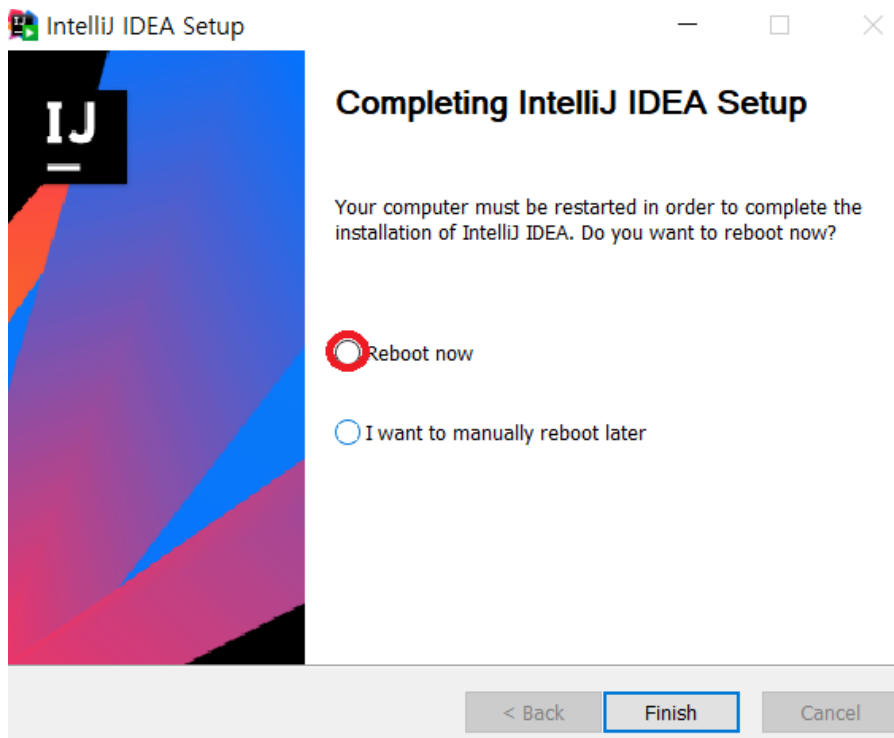 IntelliJ IDEA Setup
IJ
Completing IntelliJ IDEA Setup
Your computer must be restarted in order to complete the
installation of IntelliJ IDEA. Do you want to reboot now?
Reboot now
I want to manually reboot later
< Back
Finish
Cancel